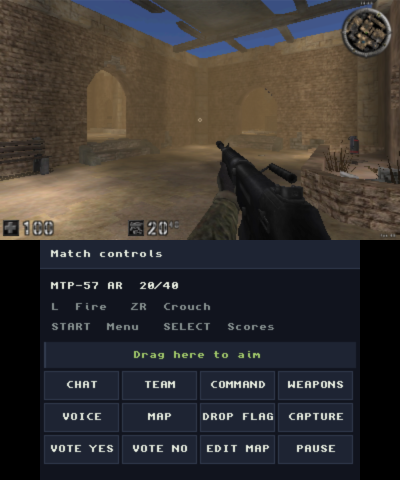 100
20
Match controls
MTP-57 AR 20/40
L Fire ZR Crouch
START Menu SELECT Scores
Drag here to aim
CHAT TEAM COMMAND WEAPONS
VOICE MAP DROP FLAG CAPTURE
VOTE YES VOTE NO EDIT MAP PAUSE